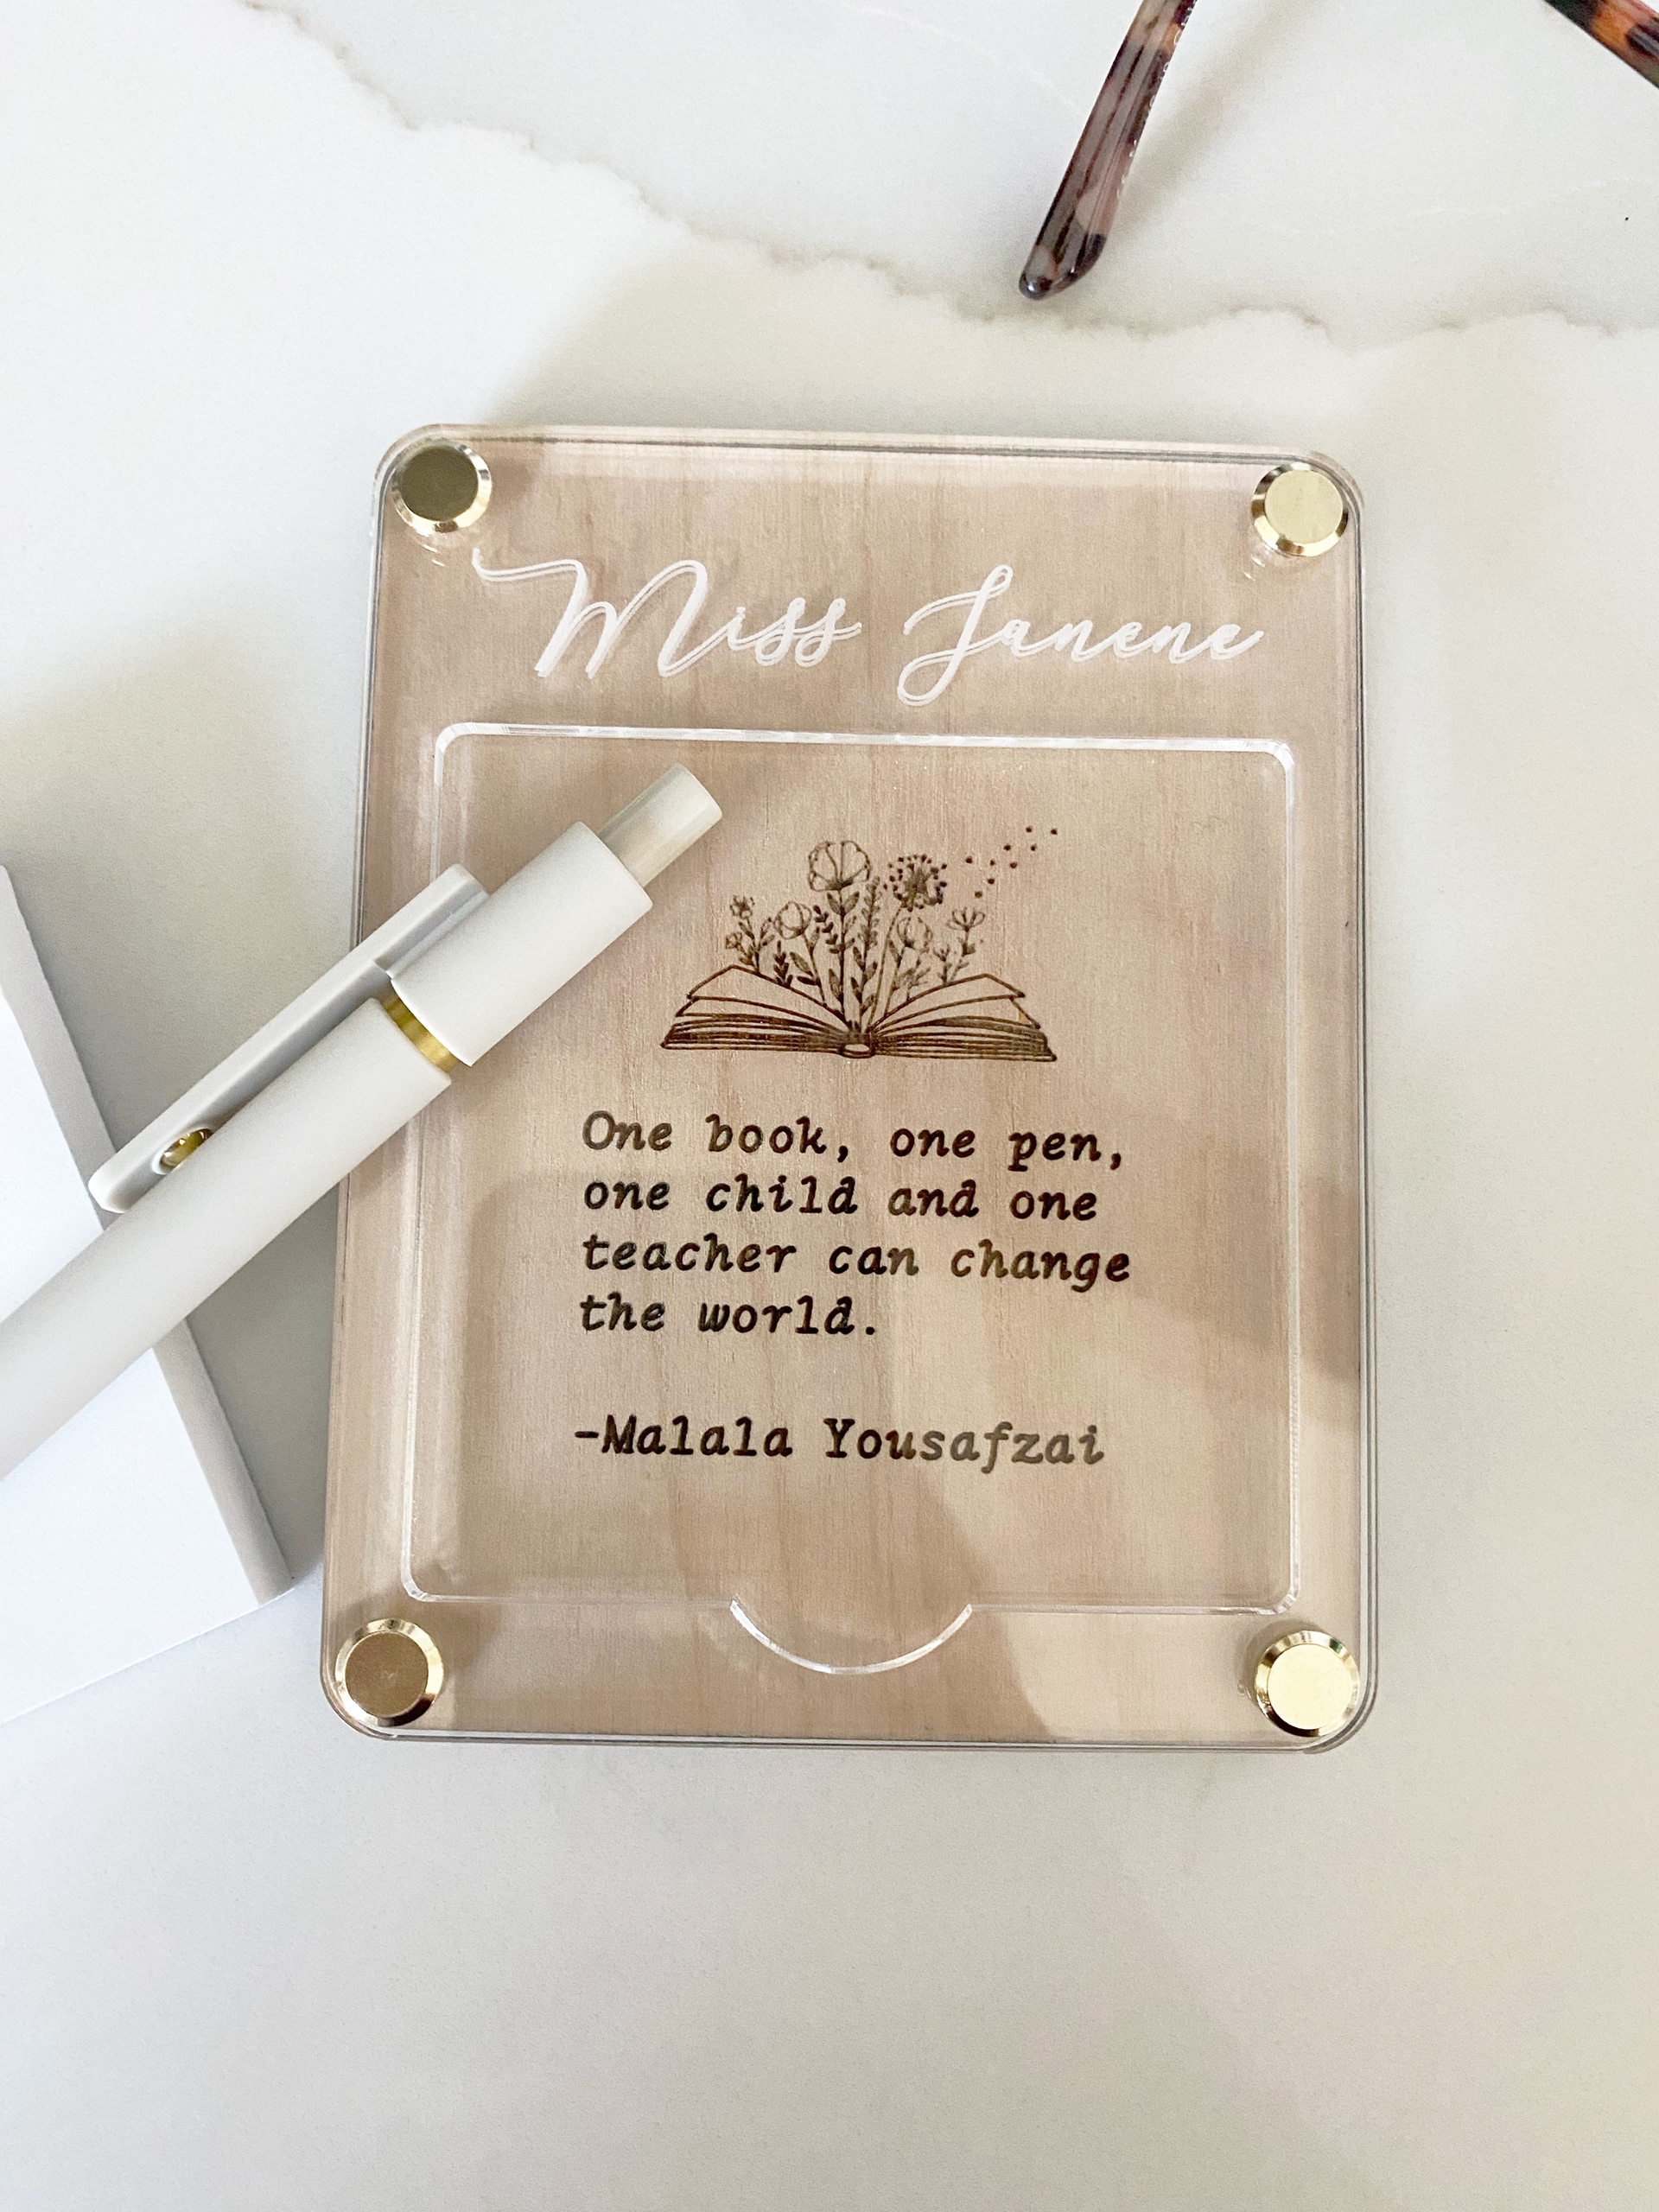 Miss Janene
One book, one pen,
one child and one
teacher can change
the world.
-Malala Yousafzai